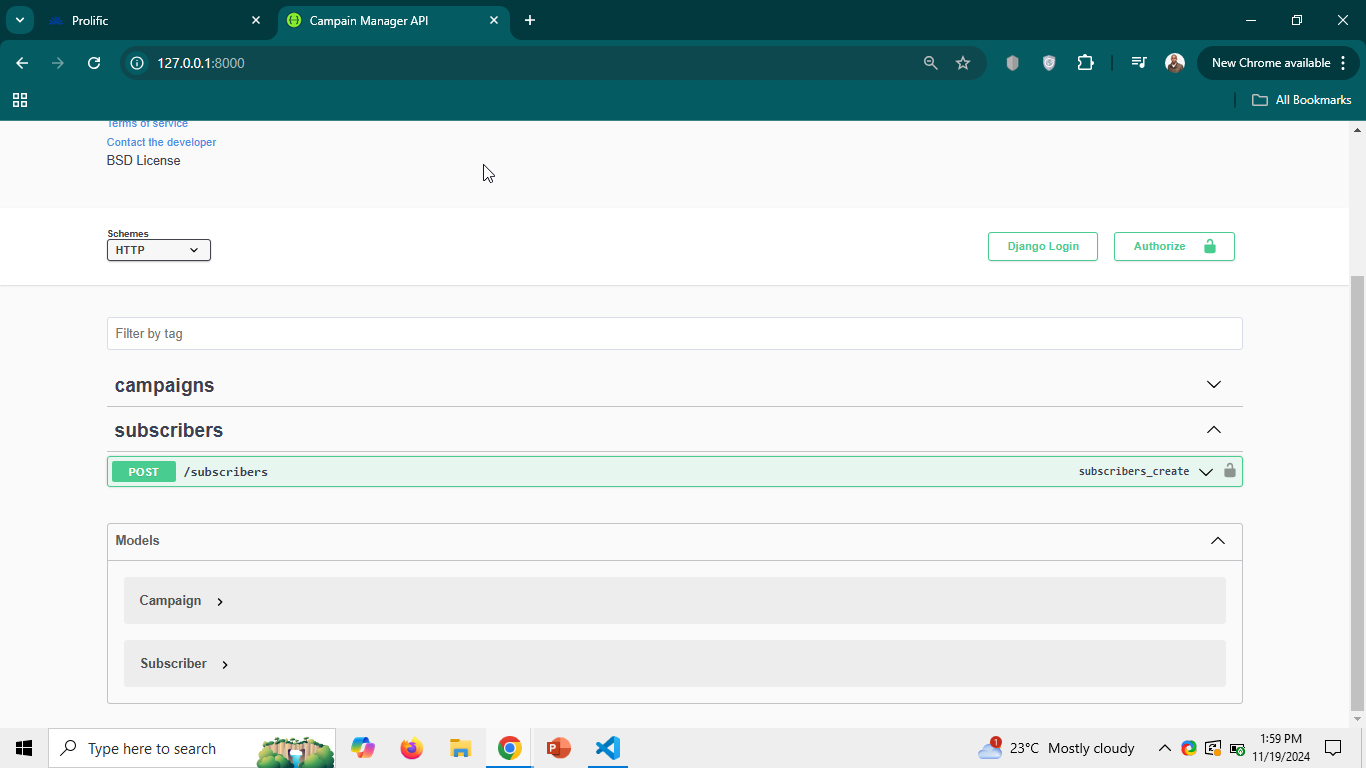 Prolific
Campain Manager API
127.0.0.1:8000
New Chrome available
All Bookmarks
Terms of service
Contact the developer
BSD License
Schemes
HTTP
Django Login
Authorize
Filter by tag
campaigns
subscribers
POST /subscribers subscribers_create
Models
Campaign
Subscriber
Type here to search
1
23°C Mostly cloudy
1:59 PM
11/19/2024